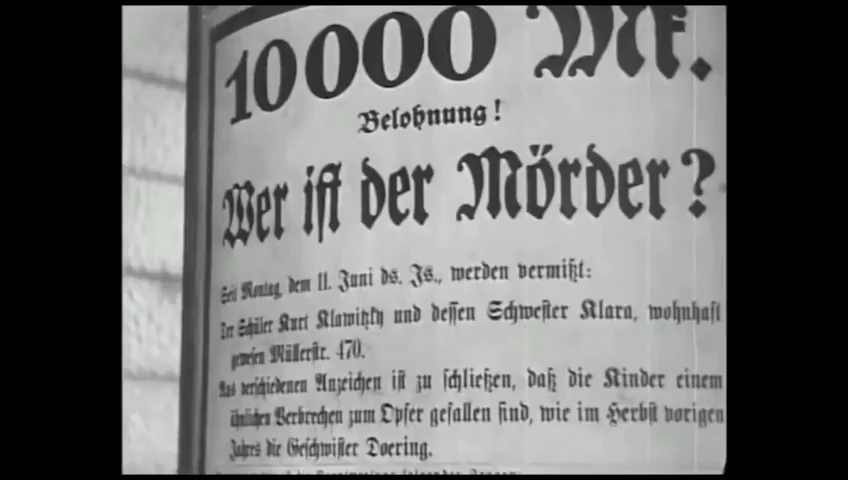 10000 Mk.
Belohnung!
Wer ist der Mörder?
Seit Montag, dem 11. Juni ds. Js., werden vermißt:
Der Schüler Kurt Klawitzky und dessen Schwester Klara, wohnhaft
gewesen Müllerstr. 470.
Aus verschiedenen Anzeichen ist zu schließen, daß die Kinder einem
ähnlichen Verbrechen zum Opfer gefallen sind, wie im Herbst vorigen
Jahres die Geschwister Doering.